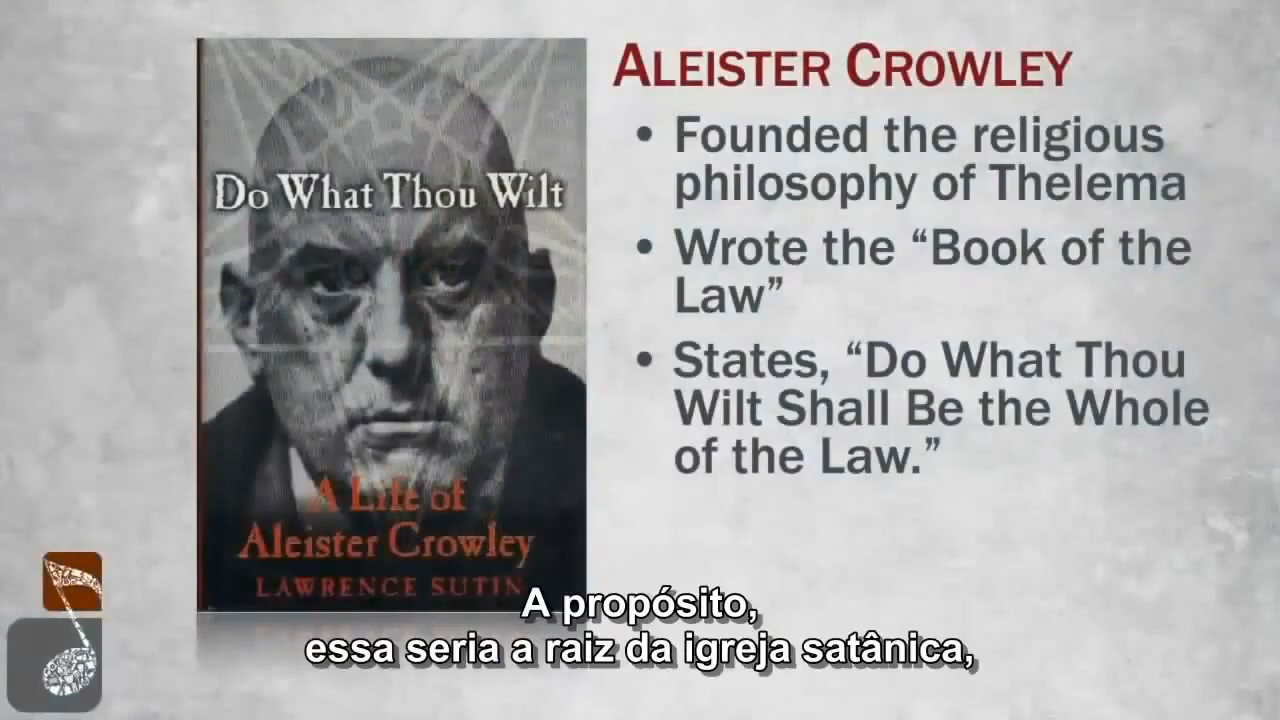 Do What Thou Wilt
A Life of
Aleister Crowley
LAWRENCE SUTIN
ALEISTER CROWLEY
• Founded the religious
philosophy of Thelema
• Wrote the “Book of the
Law”
• States, “Do What Thou
Wilt Shall Be the Whole
of the Law.”
A propósito,
essa seria a raiz da igreja satânica,